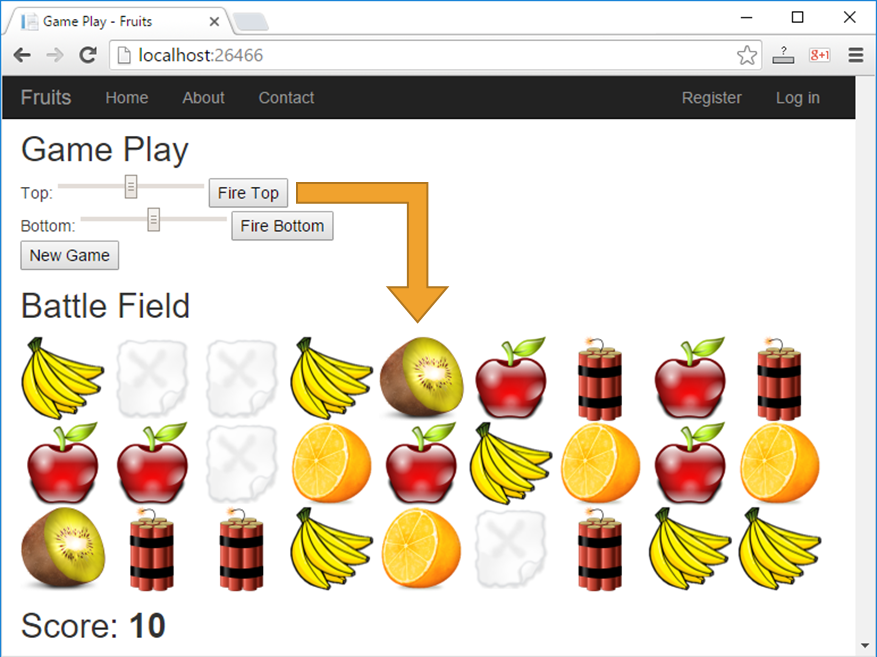 Game Play - Fruits
localhost:26466
?
g+1
Fruits Home About Contact Register Log in
Game Play
Top: Fire Top
Bottom: Fire Bottom
New Game
Battle Field
Score: 10